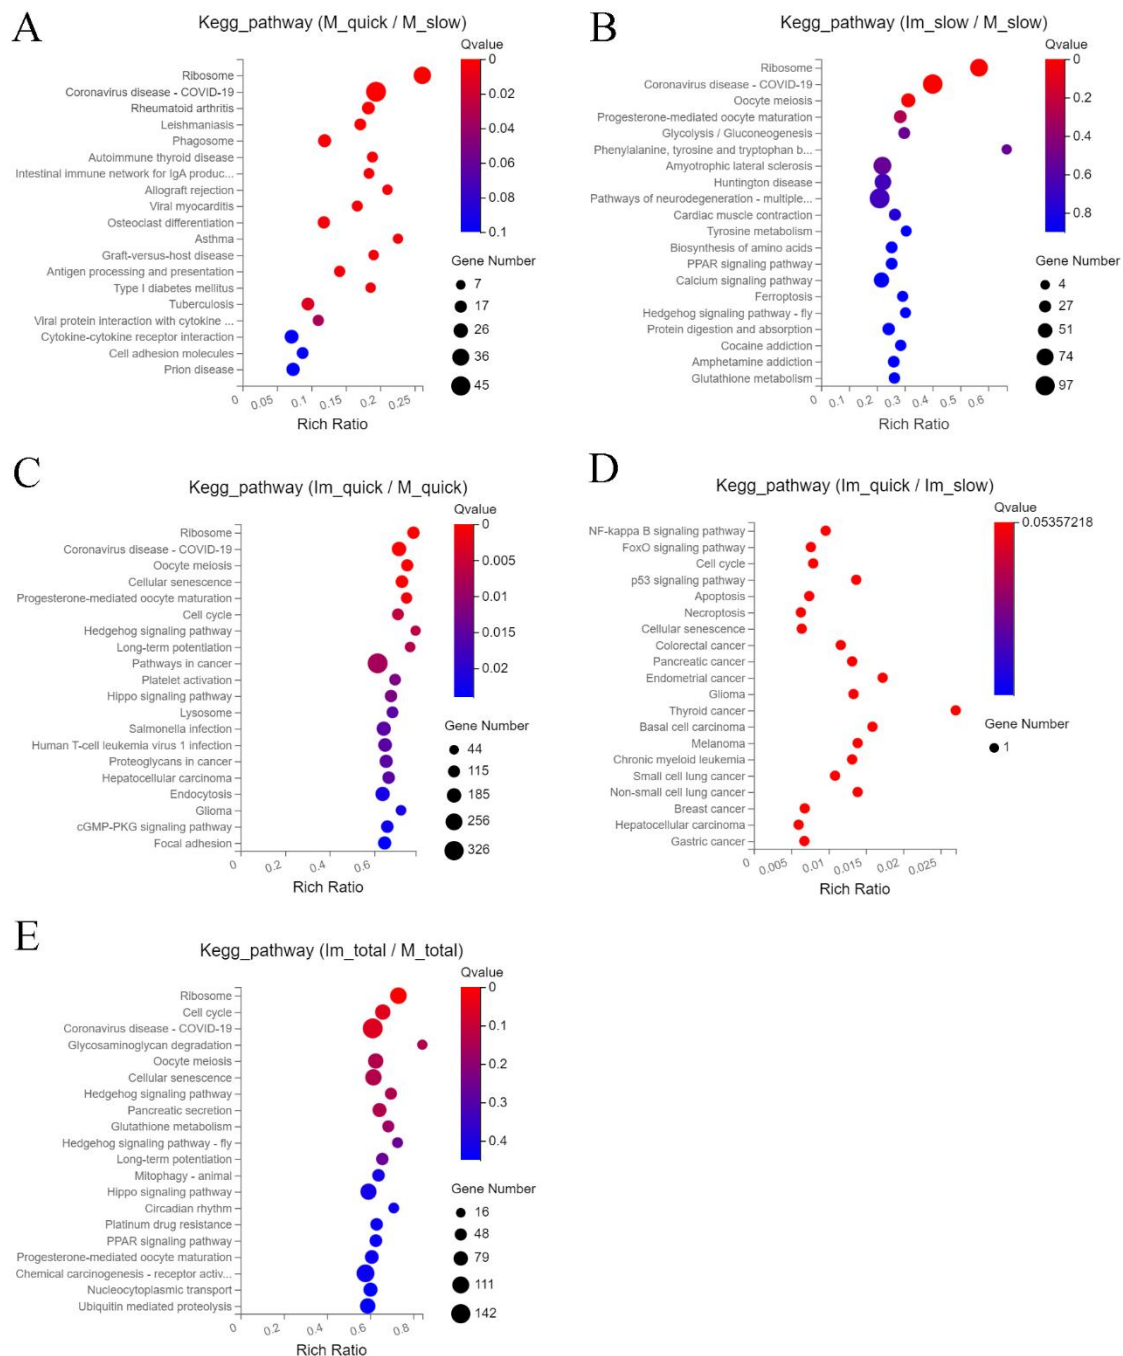 A
Kegg_pathway (M_quick / M_slow)
Qvalue
Ribosome
Coronavirus disease - COVID-19
Rheumatoid arthritis
Leishmaniasis
Phagosome
Autoimmune thyroid disease
Intestinal immune network for IgA produc...
Allograft rejection
Viral myocarditis
Osteoclast differentiation
Asthma
Graft-versus-host disease
Antigen processing and presentation
Type I diabetes mellitus
Tuberculosis
Viral protein interaction with cytokine ...
Cytokine-cytokine receptor interaction
Cell adhesion molecules
Prion disease
0
0.02
0.04
0.06
0.08
0.1
Gene Number
7
17
26
36
45
0 0.05 0.1 0.15 0.2 0.25
Rich Ratio
B
Kegg_pathway (Im_slow / M_slow)
Qvalue
Ribosome
Coronavirus disease - COVID-19
Oocyte meiosis
Progesterone-mediated oocyte maturation
Glycolysis / Gluconeogenesis
Phenylalanine, tyrosine and tryptophan b...
Amyotrophic lateral sclerosis
Huntington disease
Pathways of neurodegeneration - multiple...
Cardiac muscle contraction
Tyrosine metabolism
Biosynthesis of amino acids
PPAR signaling pathway
Calcium signaling pathway
Ferroptosis
Hedgehog signaling pathway - fly
Protein digestion and absorption
Cocaine addiction
Amphetamine addiction
Glutathione metabolism
0
0.2
0.4
0.6
0.8
Gene Number
4
27
51
74
97
0 0.1 0.2 0.3 0.4 0.5 0.6
Rich Ratio
C
Kegg_pathway (Im_quick / M_quick)
Qvalue
Ribosome
Coronavirus disease - COVID-19
Oocyte meiosis
Cellular senescence
Progesterone-mediated oocyte maturation
Cell cycle
Hedgehog signaling pathway
Long-term potentiation
Pathways in cancer
Platelet activation
Hippo signaling pathway
Lysosome
Salmonella infection
Human T-cell leukemia virus 1 infection
Proteoglycans in cancer
Hepatocellular carcinoma
Endocytosis
Glioma
cGMP-PKG signaling pathway
Focal adhesion
0
0.005
0.01
0.015
0.02
Gene Number
44
115
185
256
326
0 0.2 0.4 0.6
Rich Ratio
D
Kegg_pathway (Im_quick / Im_slow)
Qvalue
0.05357218
NF-kappa B signaling pathway
FoxO signaling pathway
Cell cycle
p53 signaling pathway
Apoptosis
Necroptosis
Cellular senescence
Colorectal cancer
Pancreatic cancer
Endometrial cancer
Glioma
Thyroid cancer
Basal cell carcinoma
Melanoma
Chronic myeloid leukemia
Small cell lung cancer
Non-small cell lung cancer
Breast cancer
Hepatocellular carcinoma
Gastric cancer
Gene Number
1
0 0.005 0.01 0.015 0.02 0.025
Rich Ratio
E
Kegg_pathway (Im_total / M_total)
Qvalue
Ribosome
Cell cycle
Coronavirus disease - COVID-19
Glycosaminoglycan degradation
Oocyte meiosis
Cellular senescence
Hedgehog signaling pathway
Pancreatic secretion
Glutathione metabolism
Hedgehog signaling pathway - fly
Long-term potentiation
Mitophagy - animal
Hippo signaling pathway
Circadian rhythm
Platinum drug resistance
PPAR signaling pathway
Progesterone-mediated oocyte maturation
Chemical carcinogenesis - receptor activ...
Nucleocytoplasmic transport
Ubiquitin mediated proteolysis
0
0.1
0.2
0.3
0.4
Gene Number
16
48
79
111
142
0 0.2 0.4 0.6 0.8
Rich Ratio